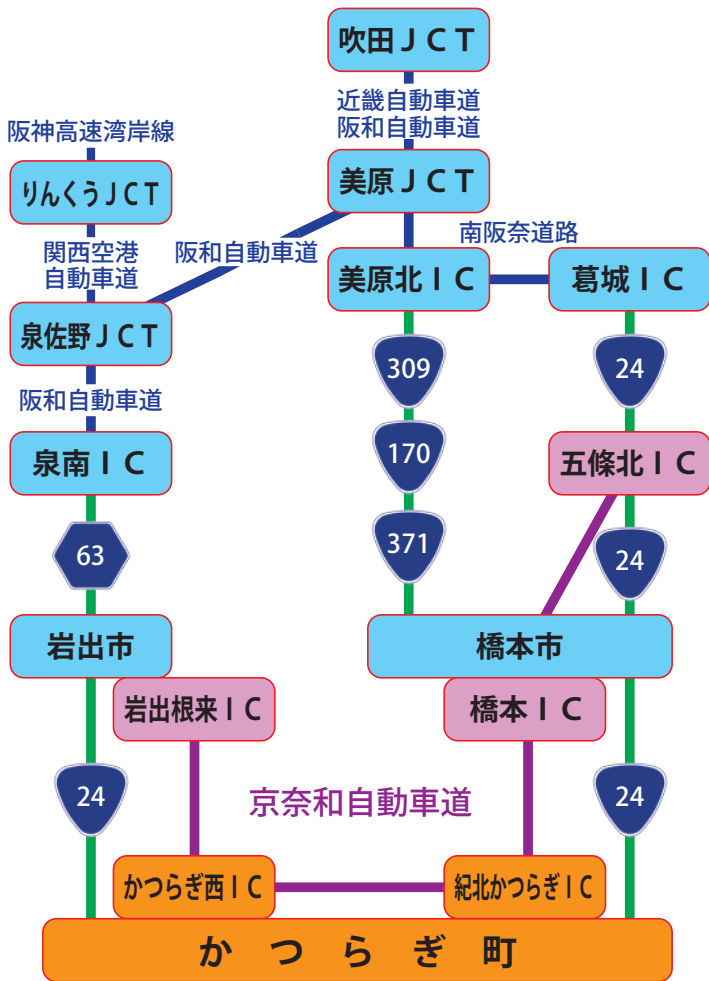 吹田ＪＣＴ
近畿自動車道
阪和自動車道
阪神高速湾岸線
りんくうＪＣＴ
美原ＪＣＴ
関西空港
自動車道
阪和自動車道
南阪奈道路
美原北ＩＣ
葛城ＩＣ
泉佐野ＪＣＴ
309
24
阪和自動車道
泉南ＩＣ
170
五條北ＩＣ
63
371
24
岩出市
橋本市
岩出根来ＩＣ
橋本ＩＣ
24
京奈和自動車道
24
かつらぎ西ＩＣ
紀北かつらぎＩＣ
かつらぎ町